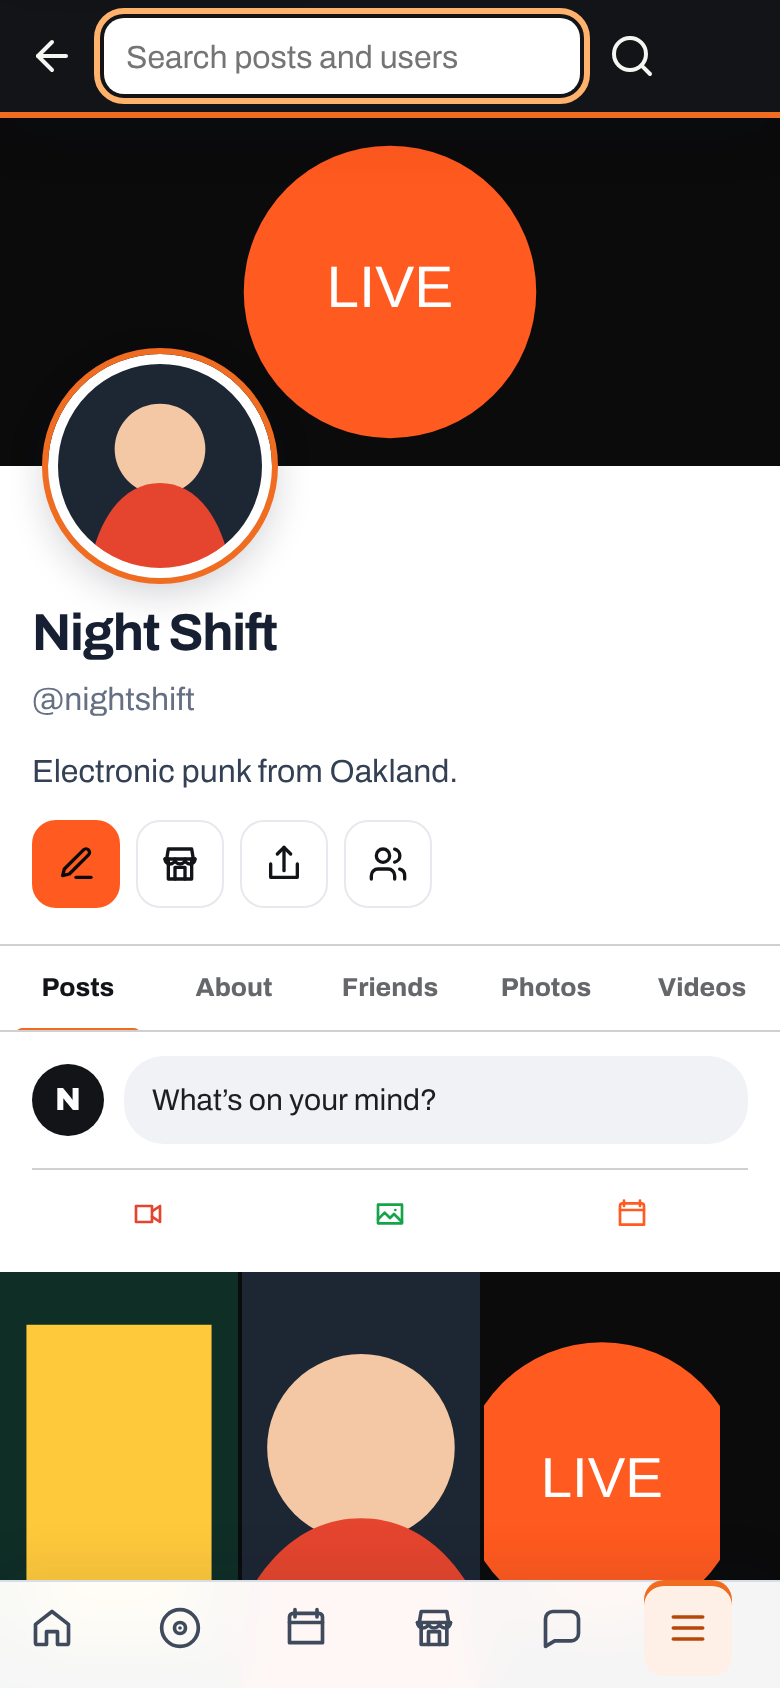 Search posts and users
LIVE
Night Shift
@nightshift
Electronic punk from Oakland.
Posts About Friends Photos Videos
N
What’s on your mind?
LIVE